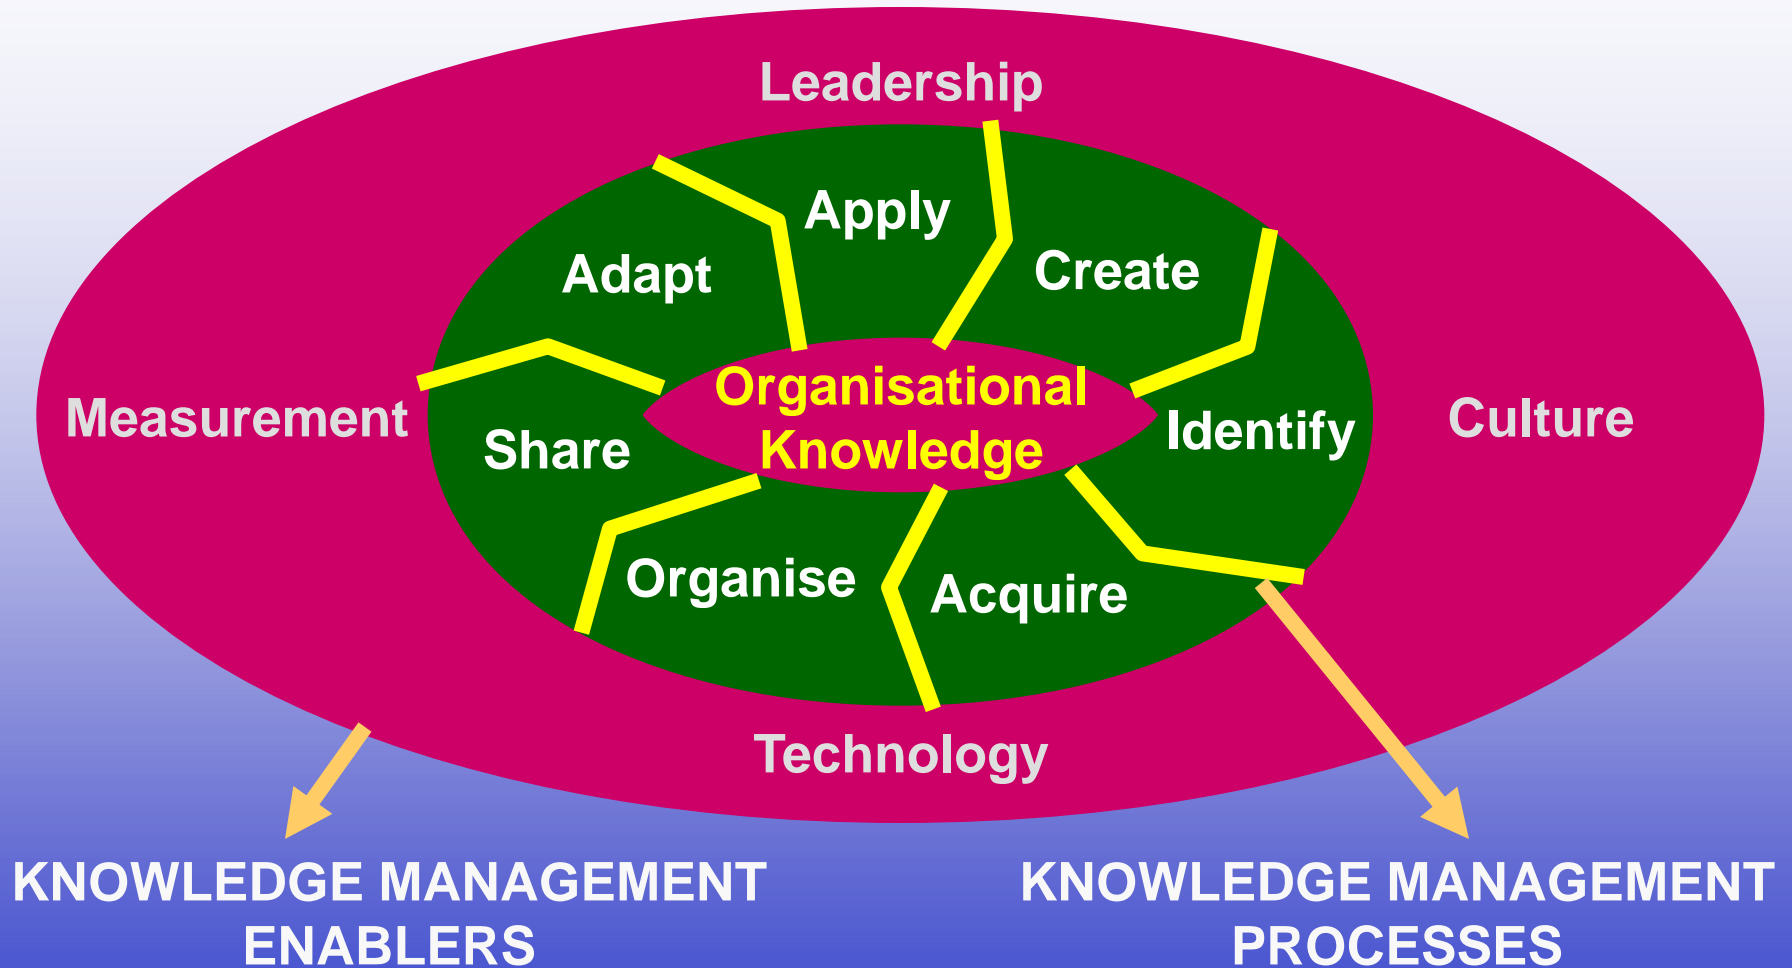 Leadership
Apply
Create
Adapt
Organisational
Knowledge
Measurement
Culture
Identify
Share
Organise
Acquire
Technology
KNOWLEDGE MANAGEMENT
ENABLERS
KNOWLEDGE MANAGEMENT
PROCESSES